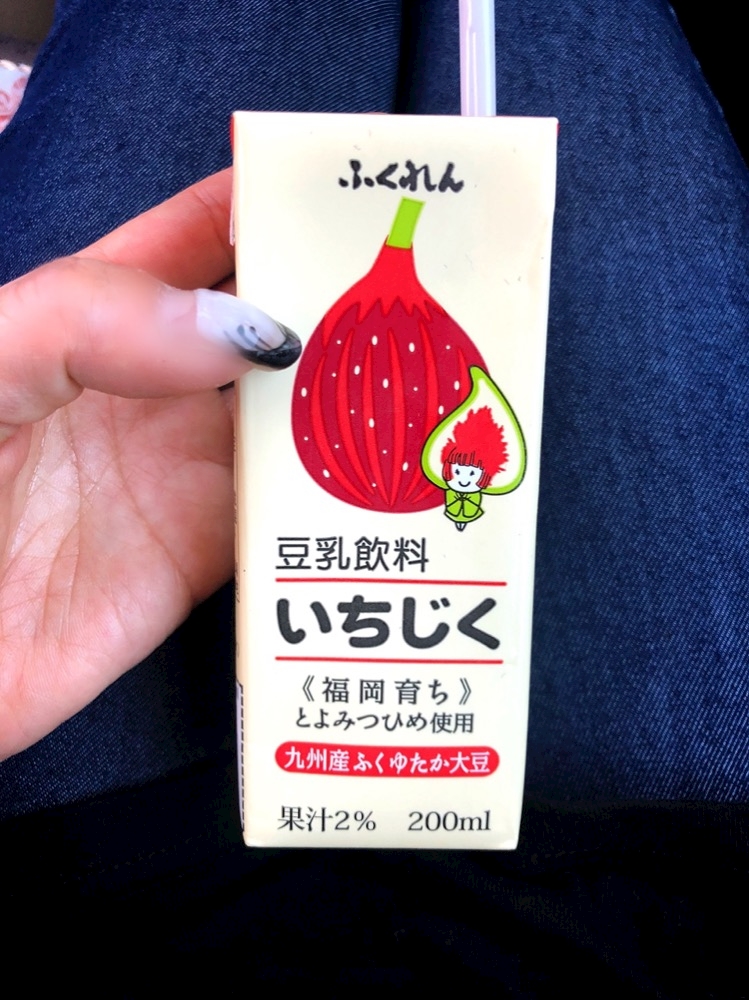 ふくれん
豆乳飲料
いちじく
《福岡育ち》
とよみつひめ使用
九州産ふくゆたか大豆
果汁2% 200ml